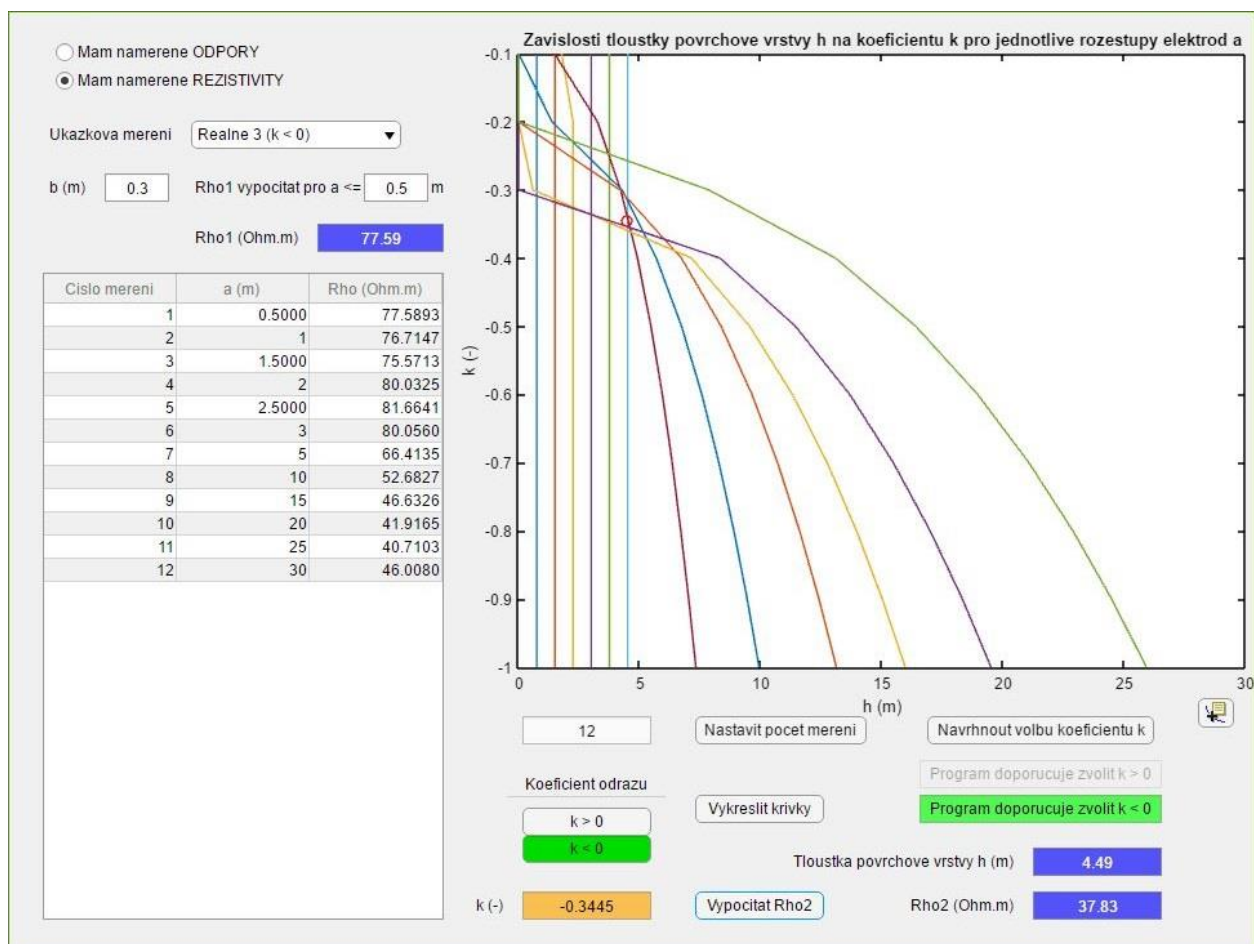 Mam namerene ODPORY
Mam namerene REZISTIVITY
Ukazkova mereni Realne 3 (k < 0)
b (m) 0.3 Rho1 vypocitat pro a <= 0.5 m
Rho1 (Ohm.m) 77.59
Cislo mereni a (m) Rho (Ohm.m)
1 0.5000 77.5893
2 1 76.7147
3 1.5000 75.5713
4 2 80.0325
5 2.5000 81.6641
6 3 80.0560
7 5 66.4135
8 10 52.6827
9 15 46.6326
10 20 41.9165
11 25 40.7103
12 30 46.0080
Zavislosti tloustky povrchove vrstvy h na koeficientu k pro jednotlive rozestupy elektrod a
-0.1
-0.2
-0.3
-0.4
-0.5
-0.6
-0.7
-0.8
-0.9
-1
k (-)
0 5 10 15 20 25 30
h (m)
12 Nastavit pocet mereni Navrhnout volbu koeficientu k
Koeficient odrazu
Program doporucuje zvolit k > 0
k > 0 Vykreslit krivky Program doporucuje zvolit k < 0
k < 0
Tloustka povrchove vrstvy h (m) 4.49
k (-) -0.3445 Vypocitat Rho2 Rho2 (Ohm.m) 37.83